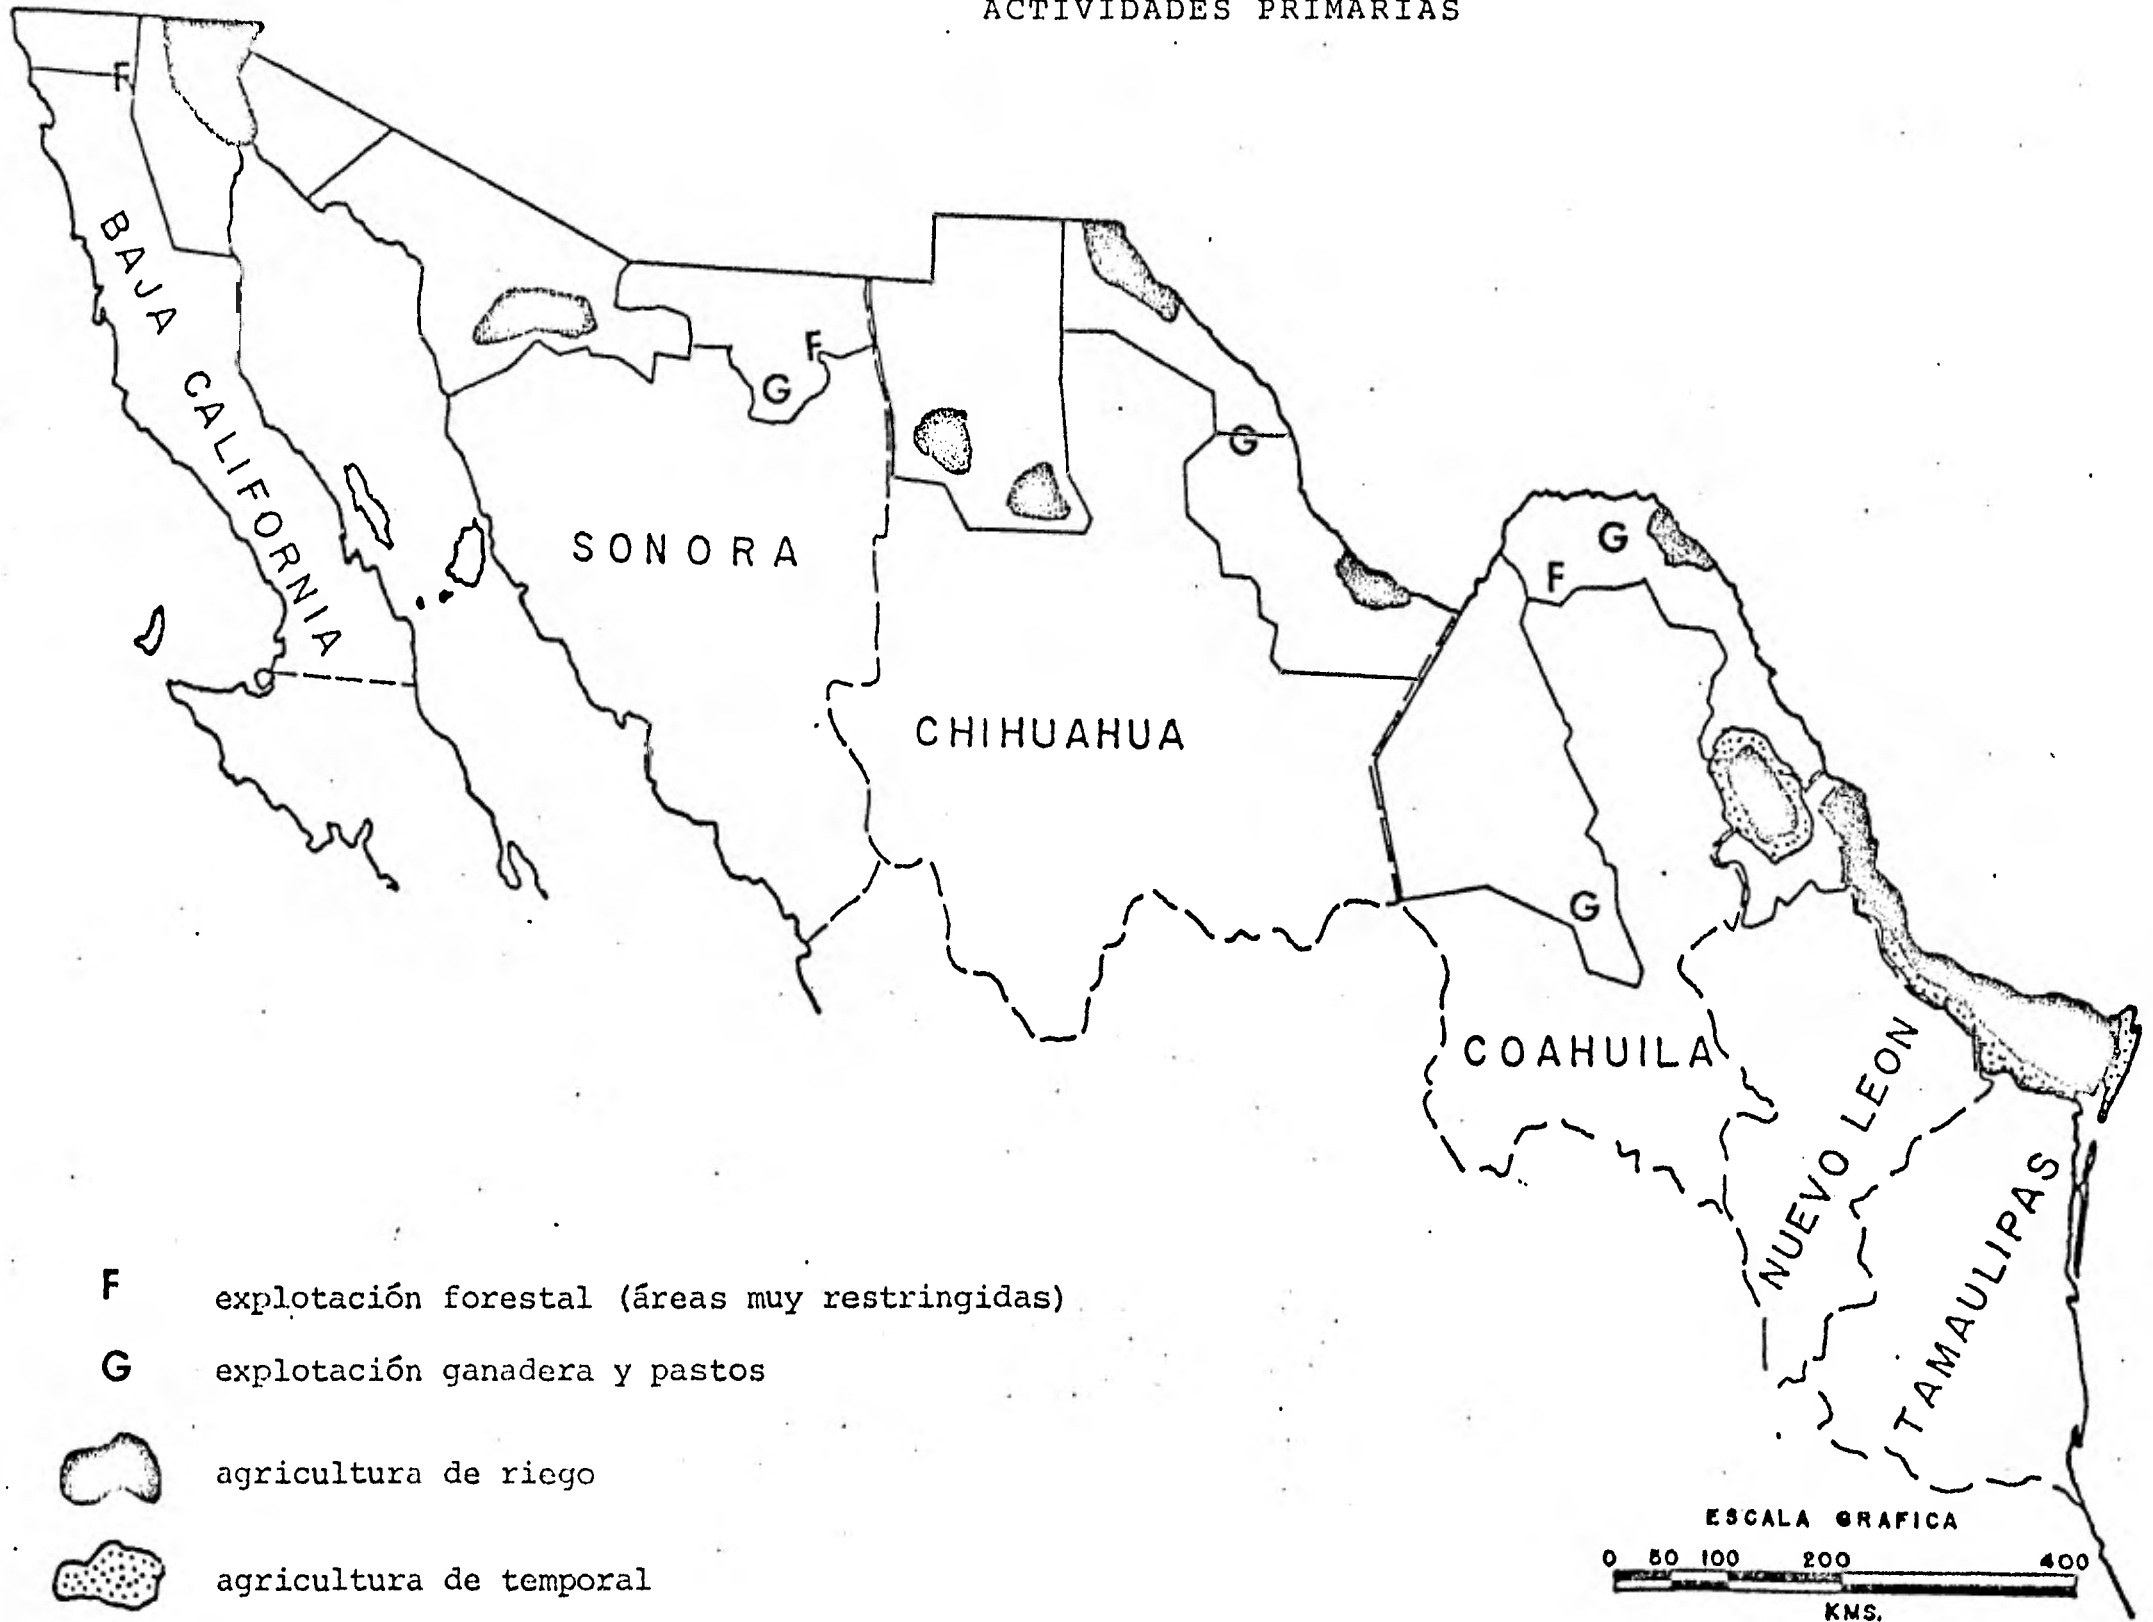 ACTIVIDADES PRIMARIAS
F
BAJA CALIFORNIA
F
G
G
SONORA
G
F
CHIHUAHUA
G
COAHUILA
NUEVO LEON
TAMAULIPAS
F explotación forestal (áreas muy restringidas)
G explotación ganadera y pastos
agricultura de riego
agricultura de temporal
ESCALA GRAFICA
0 50 100 200 400
KMS.